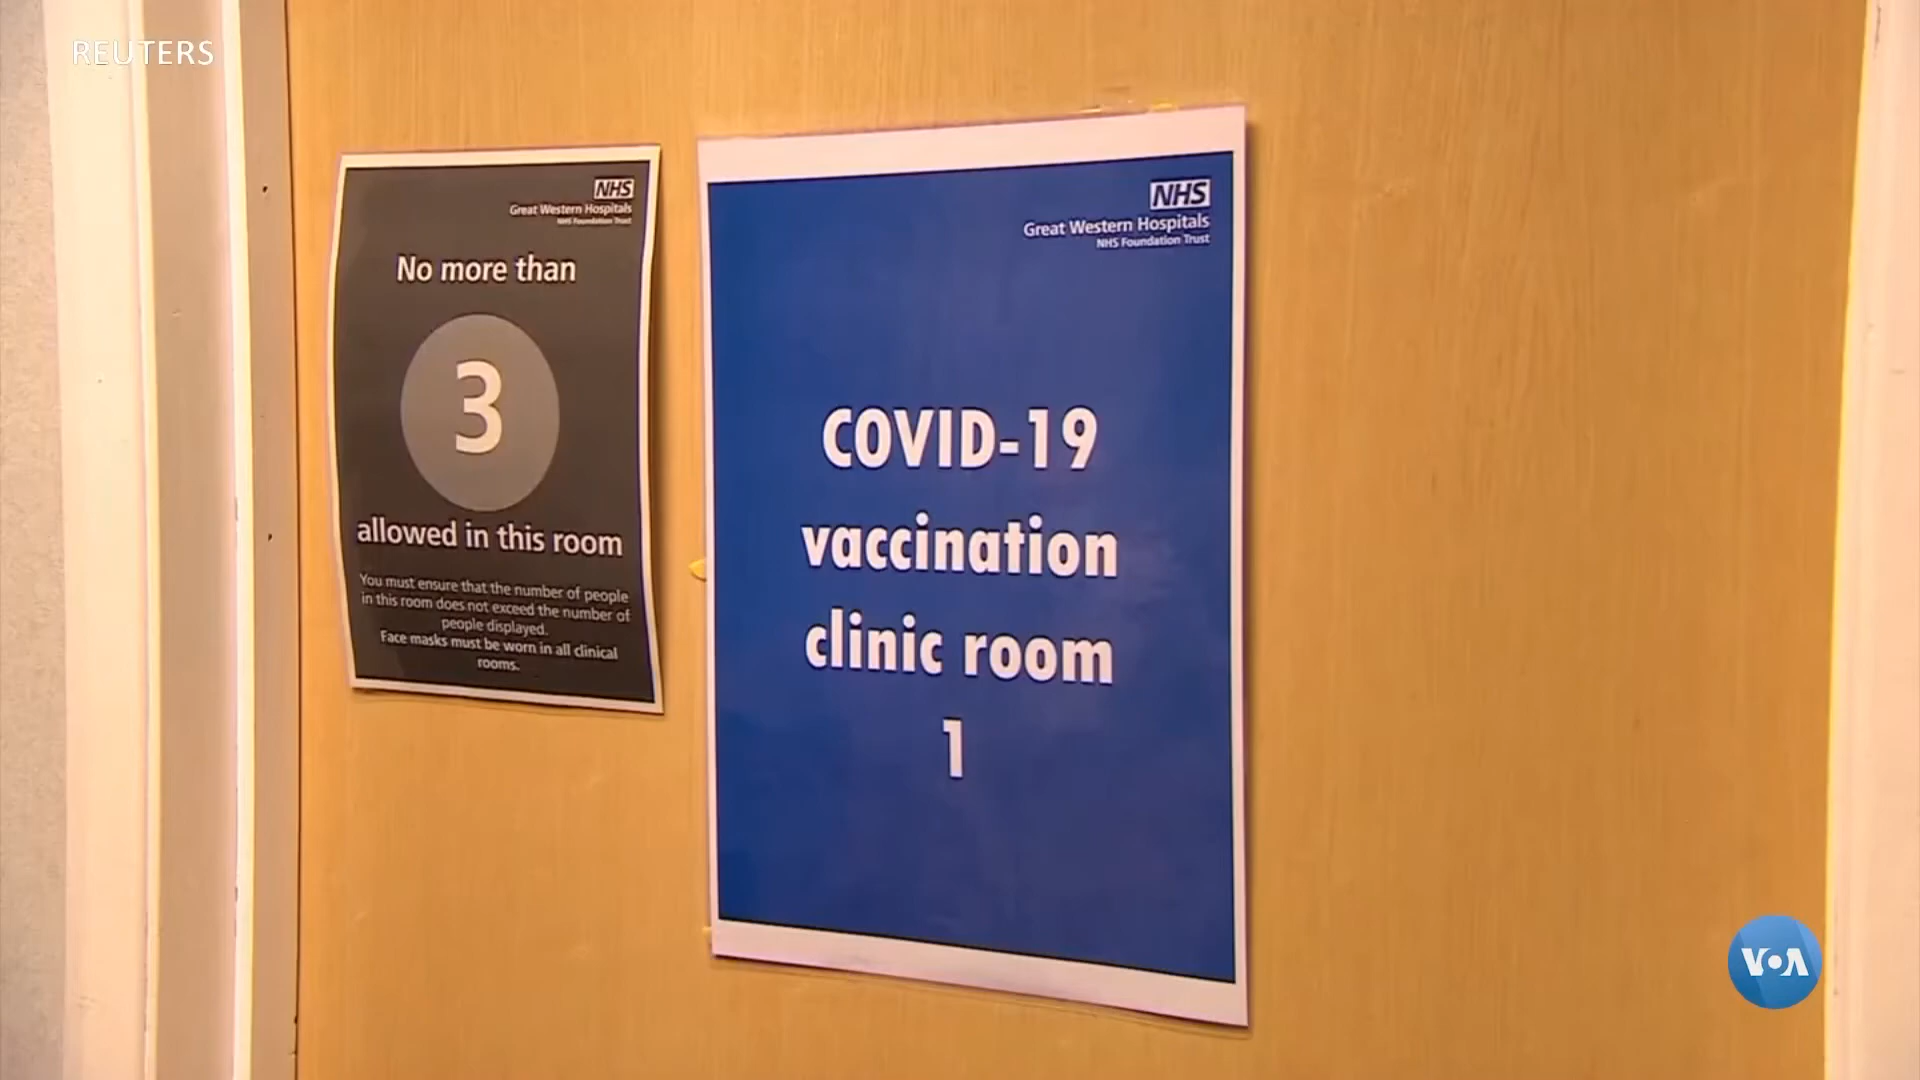 REUTERS
NHS
Great Western Hospitals
NHS Foundation Trust
No more than
3
allowed in this room
You must ensure that the number of people
in this room does not exceed the number of
people displayed.
Face masks must be worn in all clinical
rooms.
NHS
Great Western Hospitals
NHS Foundation Trust
COVID-19
vaccination
clinic room
1
VOA